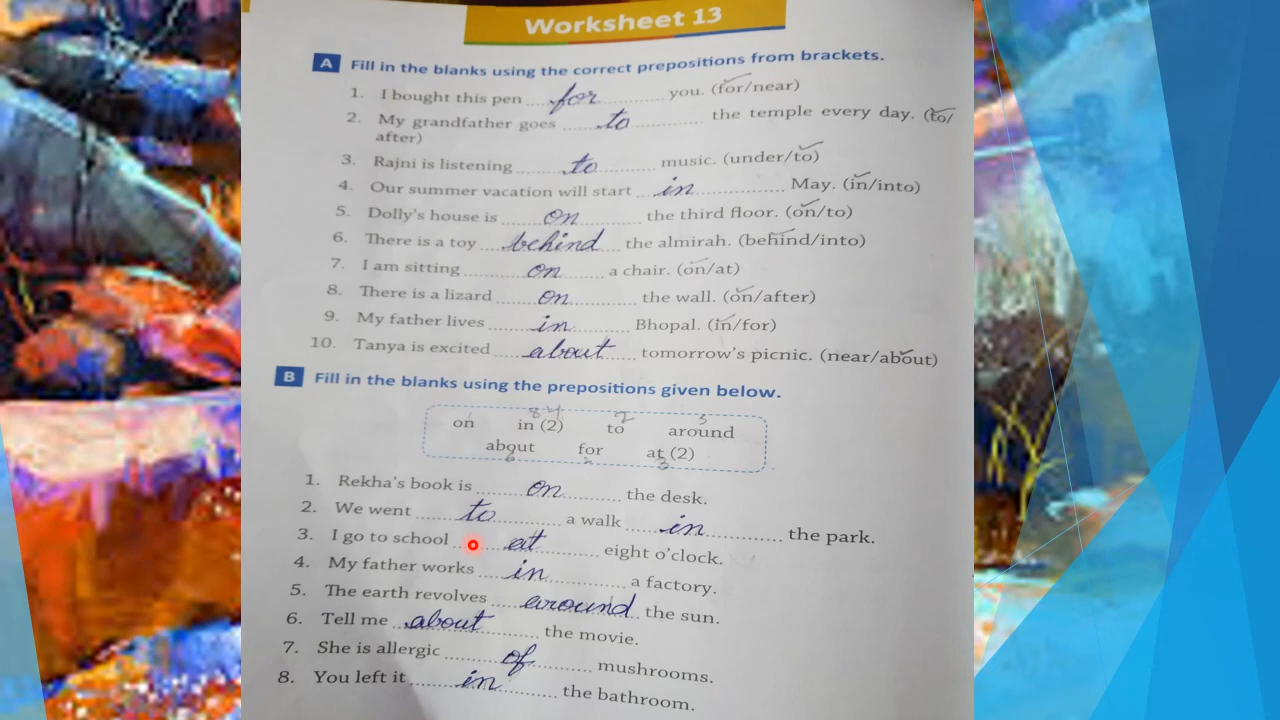 Worksheet 13
A Fill in the blanks using the correct prepositions from brackets.
1. I bought this pen for you. (for/near)
2. My grandfather goes to the temple every day. (to/
after)
3. Rajni is listening to music. (under/to)
4. Our summer vacation will start in May. (in/into)
5. Dolly's house is on the third floor. (on/to)
6. There is a toy behind the almirah. (behind/into)
7. I am sitting on a chair. (on/at)
8. There is a lizard on the wall. (on/after)
9. My father lives in Bhopal. (in/for)
10. Tanya is excited about tomorrow's picnic. (near/about)
B Fill in the blanks using the prepositions given below.
on in (2) to around
about for at (2)
1. Rekha's book is on the desk.
2. We went to a walk in the park.
3. I go to school at eight o'clock.
4. My father works in a factory.
5. The earth revolves around the sun.
6. Tell me about the movie.
7. She is allergic of mushrooms.
8. You left it in the bathroom.